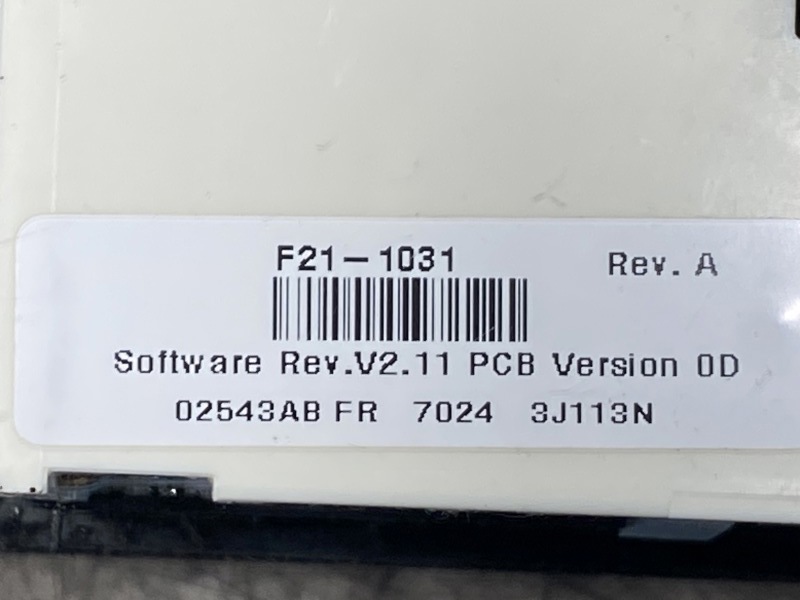 F21-1031 Rev. A
Software Rev.V2.11 PCB Version 0D
02543AB FR 7024 3J113N